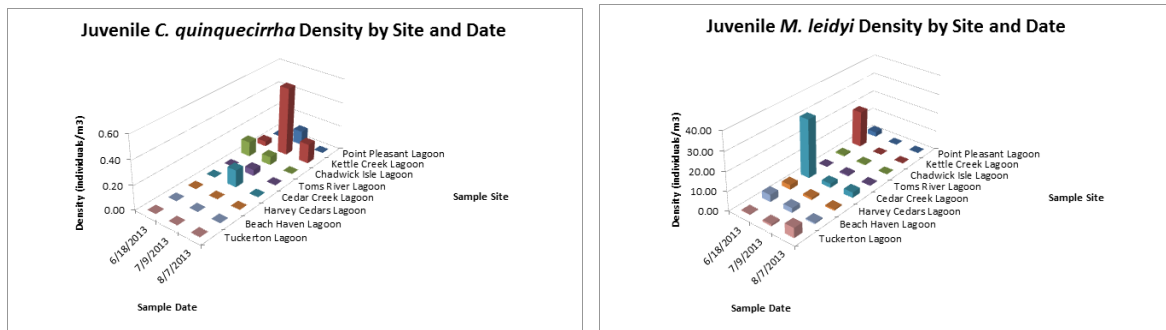 Juvenile C. quinquecirrha Density by Site and Date
Density (individuals/m3)
0.60
0.40
0.20
0.00
Point Pleasant Lagoon
Kettle Creek Lagoon
Chadwick Isle Lagoon
Toms River Lagoon
Cedar Creek Lagoon
Harvey Cedars Lagoon
Beach Haven Lagoon
Tuckerton Lagoon
Sample Site
6/18/2013
7/9/2013
8/7/2013
Sample Date
Juvenile M. leidyi Density by Site and Date
Density (individuals/m3)
40.00
30.00
20.00
10.00
0.00
Point Pleasant Lagoon
Kettle Creek Lagoon
Chadwick Isle Lagoon
Toms River Lagoon
Cedar Creek Lagoon
Harvey Cedars Lagoon
Beach Haven Lagoon
Tuckerton Lagoon
Sample Site
6/18/2013
7/9/2013
8/7/2013
Sample Date